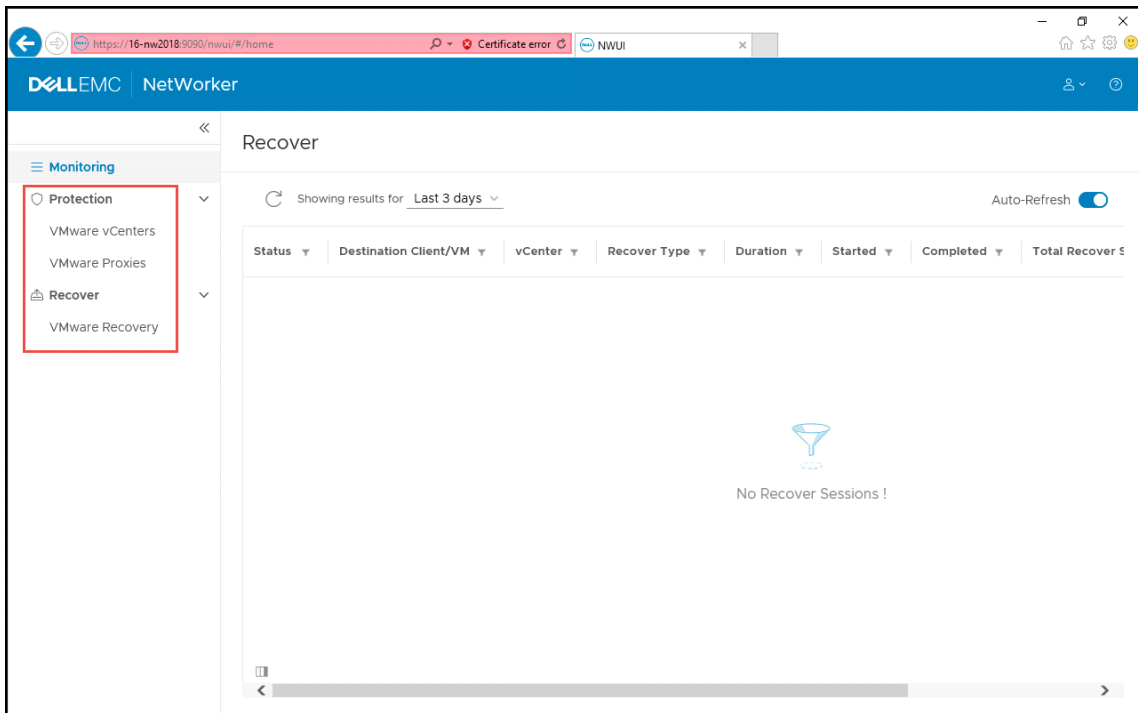 https://16-nw2018:9090/nwui/#/home
Certificate error
NWUI
DELLEMC NetWorker
Recover
Monitoring
Showing results for Last 3 days
Auto-Refresh
Protection
VMware vCenters
VMware Proxies
Recover
VMware Recovery
Status Destination Client/VM vCenter Recover Type Duration Started Completed Total Recover S
No Recover Sessions !